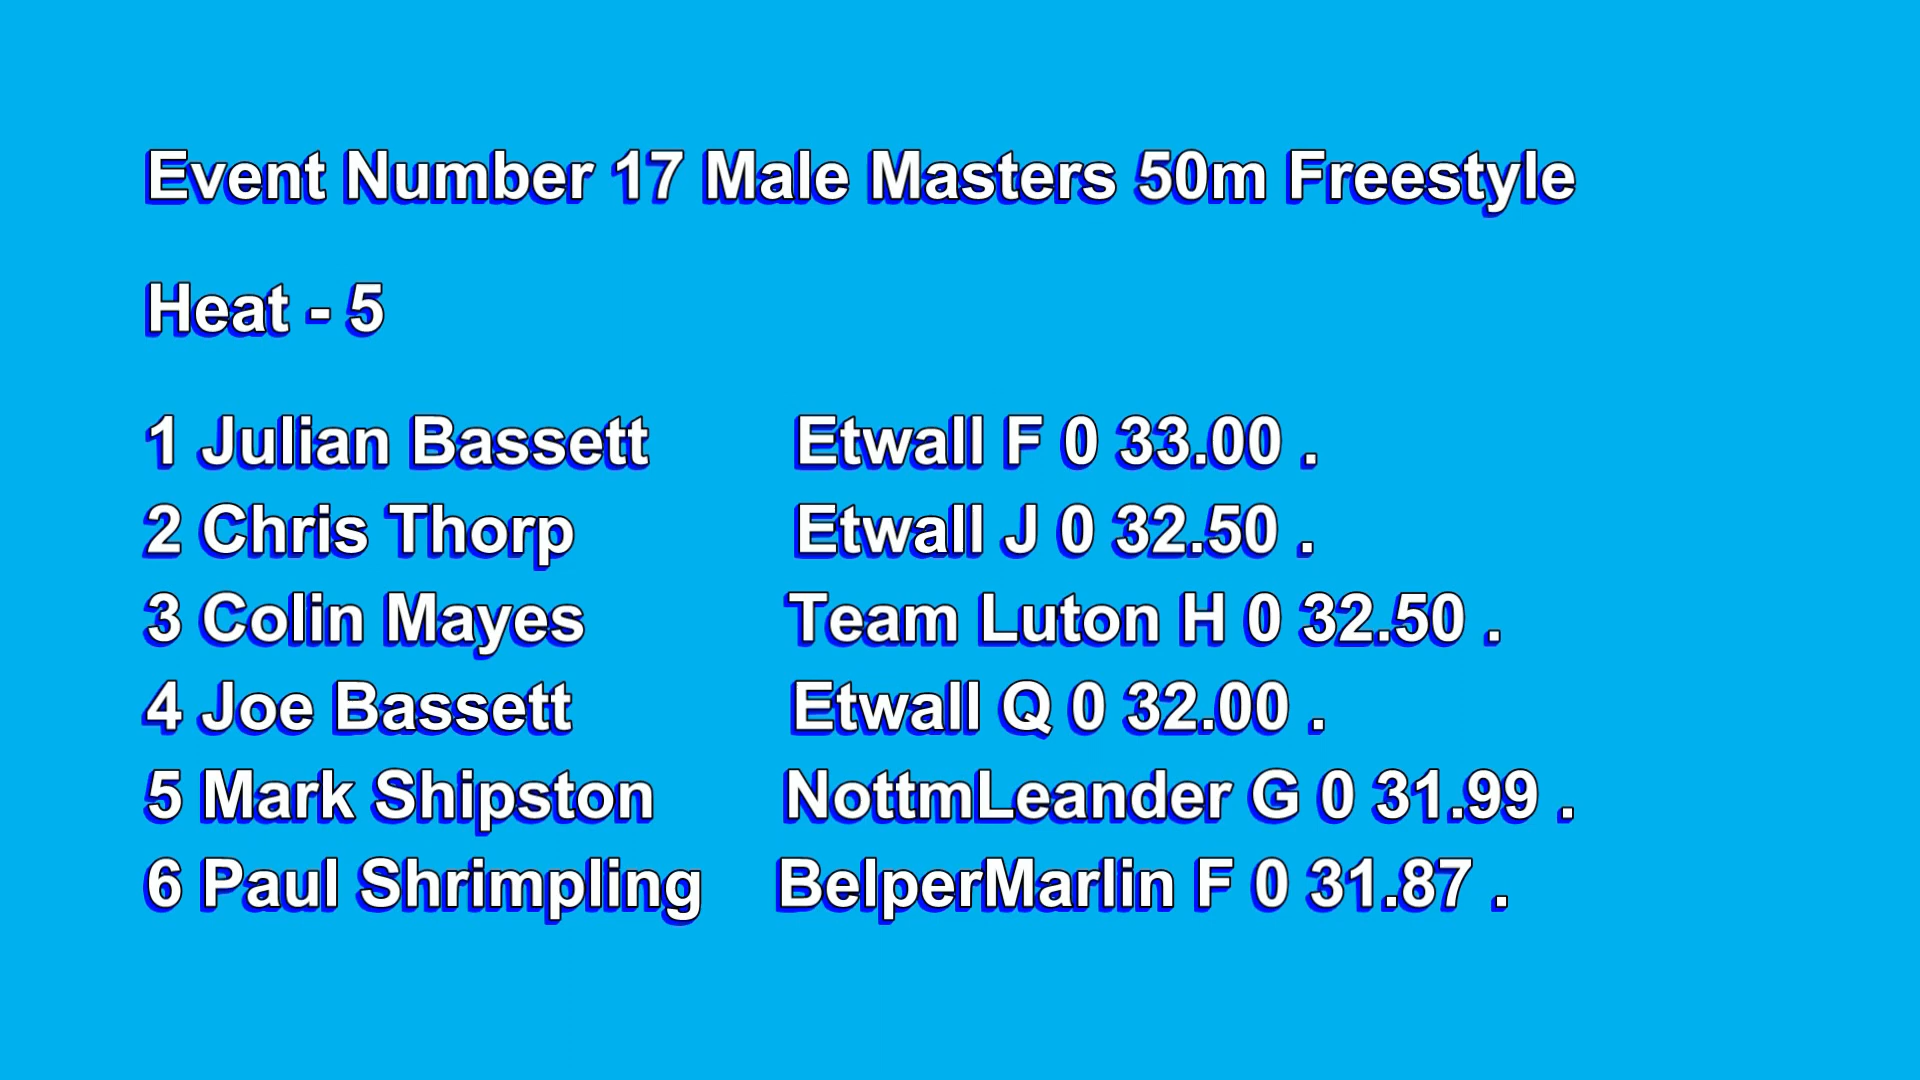 Event Number 17 Male Masters 50m Freestyle
Heat - 5
1 Julian Bassett Etwall F 0 33.00 .
2 Chris Thorp Etwall J 0 32.50 .
3 Colin Mayes Team Luton H 0 32.50 .
4 Joe Bassett Etwall Q 0 32.00 .
5 Mark Shipston NottmLeander G 0 31.99 .
6 Paul Shrimpling BelperMarlin F 0 31.87 .